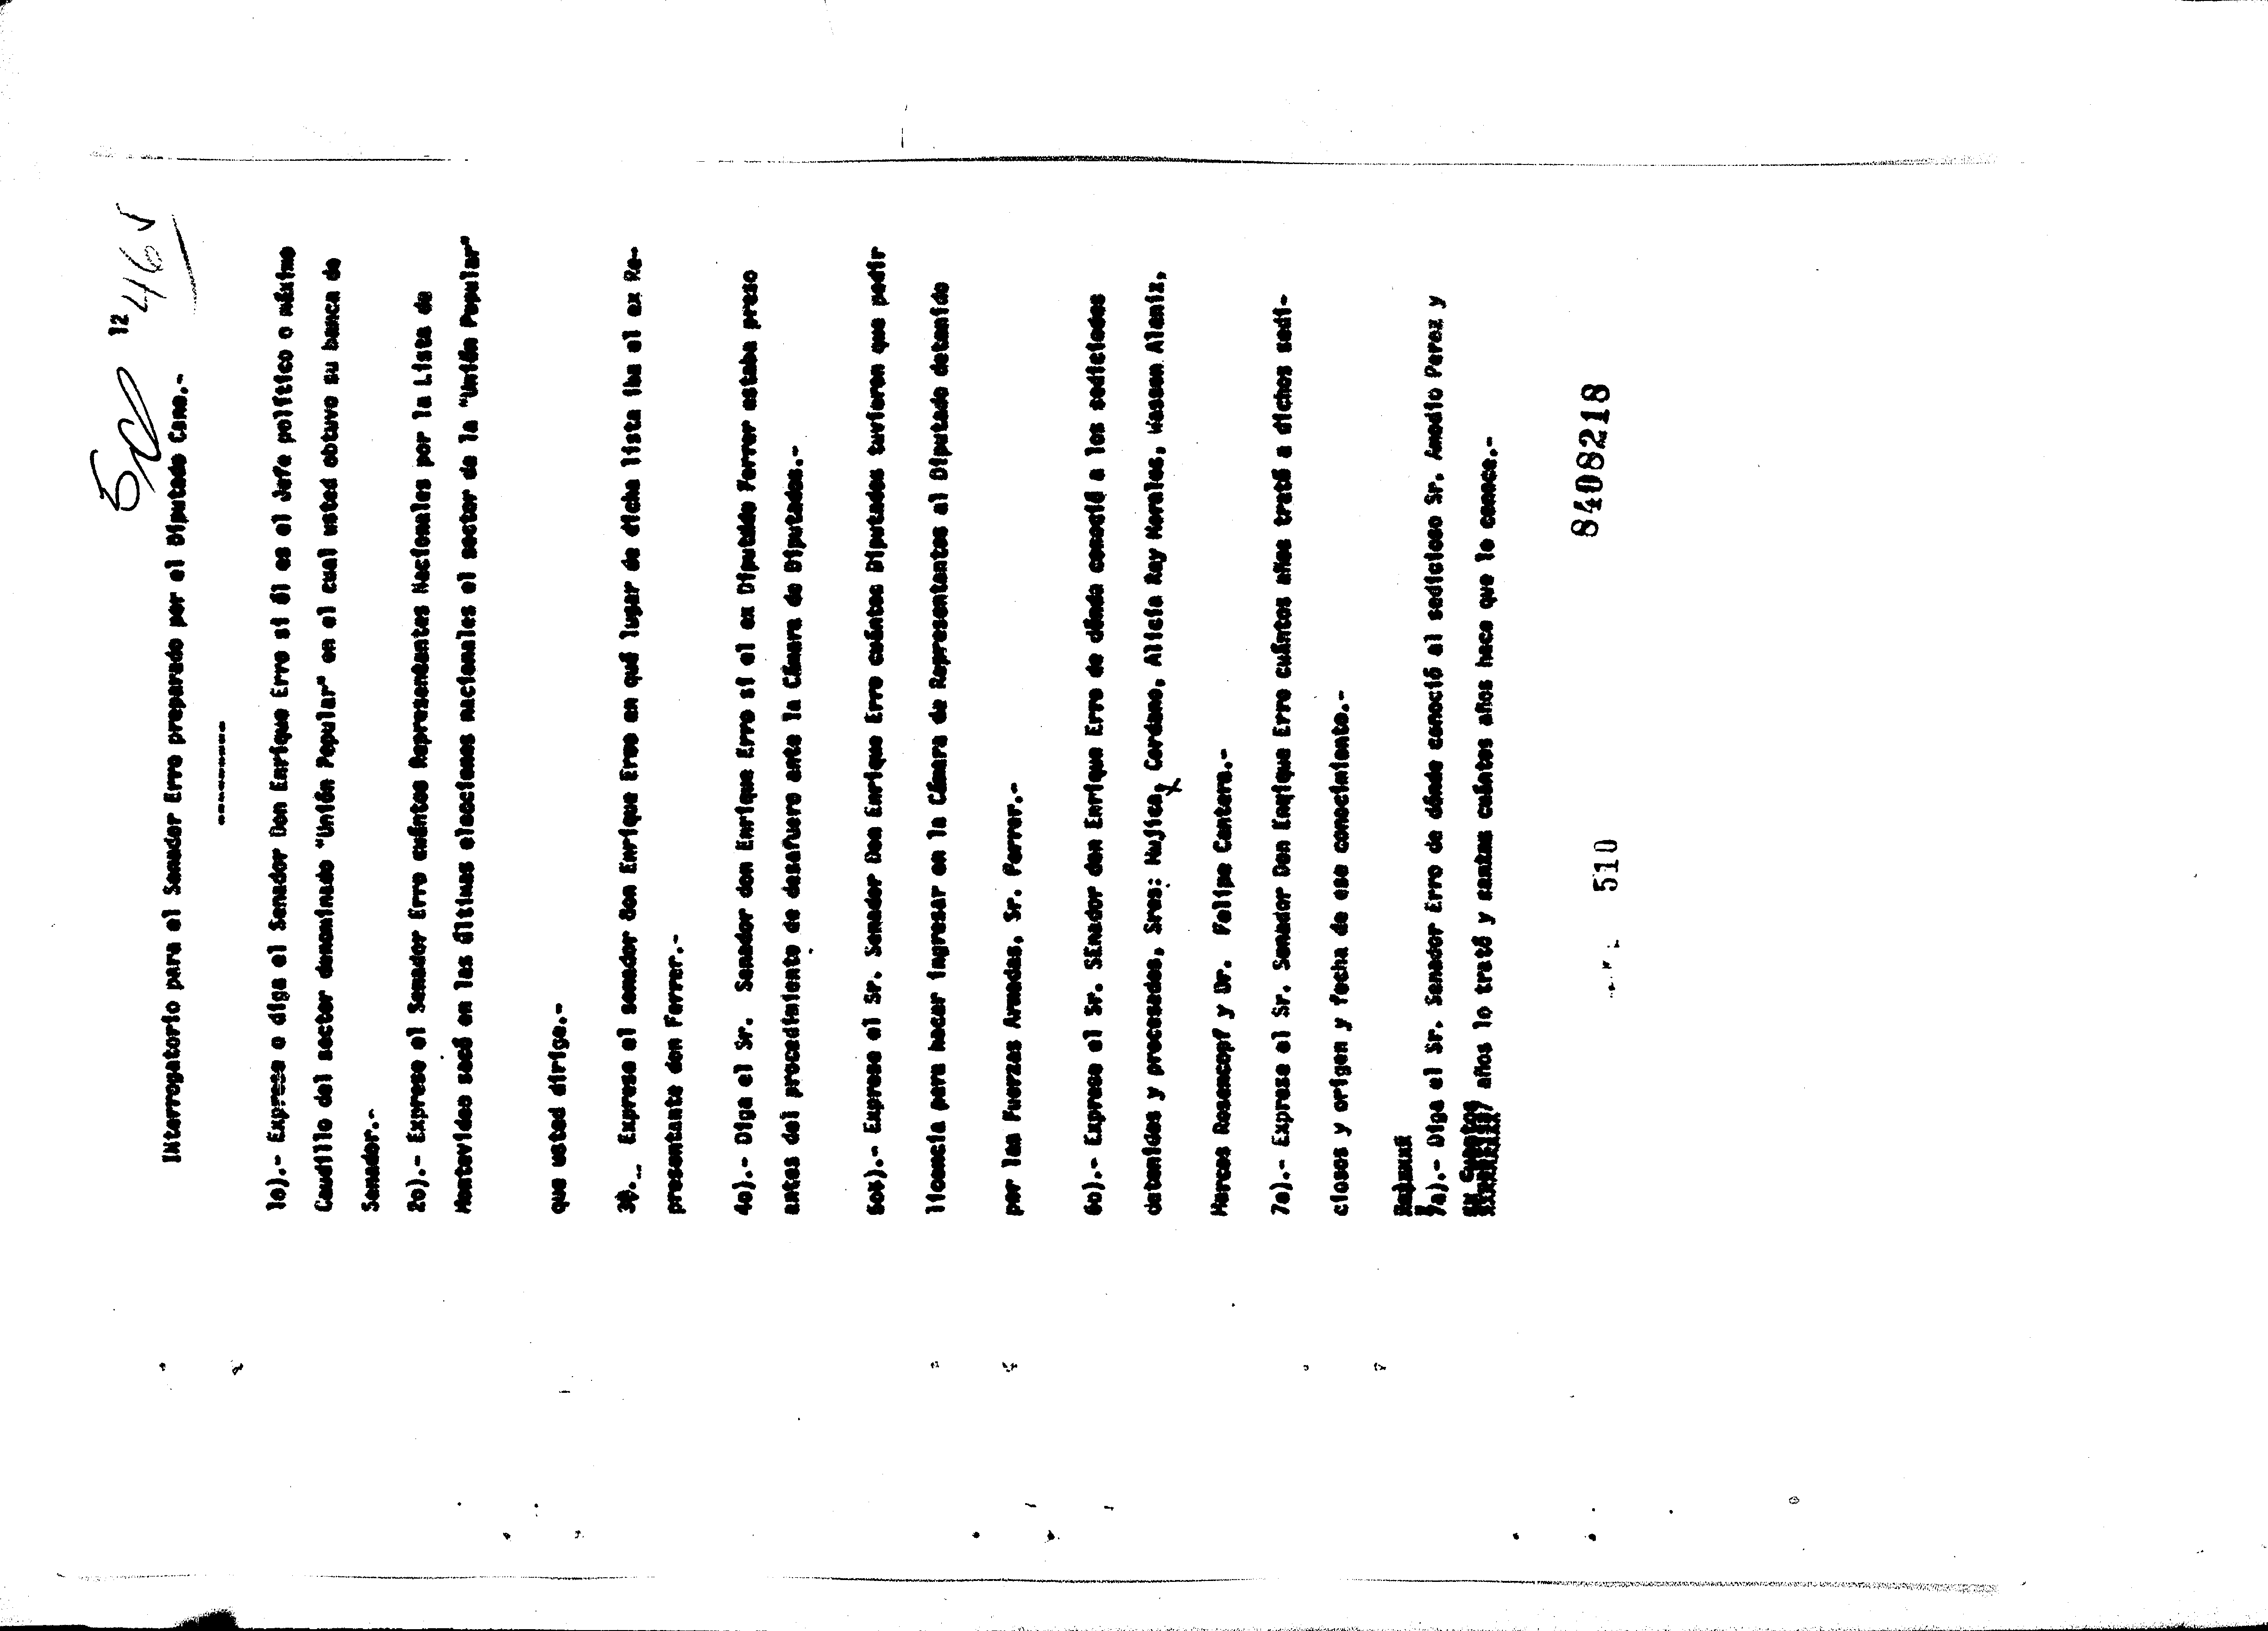 50 12 465
INterrogatorio para el Senador Erro preparado por el Diputado Cano.-
---------
1o).- Exprese o diga el Senador Don Enrique Erro si él es el Jefe político o máximo
Caudillo del sector denominado "Unión Popular" en el cual usted obtuvo su banca de
Senador.-
2o).- Exprese el Senador Erro cuántos Representantes Nacionales por la Lista de
Montevideo sacó en las últimas elecciones nacionales el sector de la "Unión Popular"
que usted dirige.-
3o.- Exprese el senador Don Enrique Erro en qué lugar de dicha lista iba el ex Re-
presentante don Ferrer.-
4o).- Diga el Sr. Senador don Enrique Erro si el ex Diputado Ferrer estaba preso
antes del procedimiento de desafuero ante la Cámara de Diputados.-
5o).- Exprese el Sr. Senador Don Enrique Erro cuántos Diputados tuvieron que pedir
licencia para hacer ingresar en la Cámara de Representantes al Diputado detenido
por las Fuerzas Armadas, Sr. Ferrer.-
6o).- Exprese el Sr. SEnador don Enrique Erro de dónde conoció a los sediciosos
detenidos y procesados, Sres: Mujica, Cordano, Alicia Rey Morales, Wassen Alaniz,
Marcos Rosencopf y Dr. Felipe Cantera.-
7o).- Exprese el Sr. Senador Don Enrique Erro cuántos años trató a dichos sedi-
ciosos y origen y fecha de ese conocimiento.-
7a).- Diga el Sr. Senador Erro de dónde conoció al sedicioso Sr. Amodio Perez y
Cuantos años lo trató y cuántos años hace que lo conoce.-
8408218
510